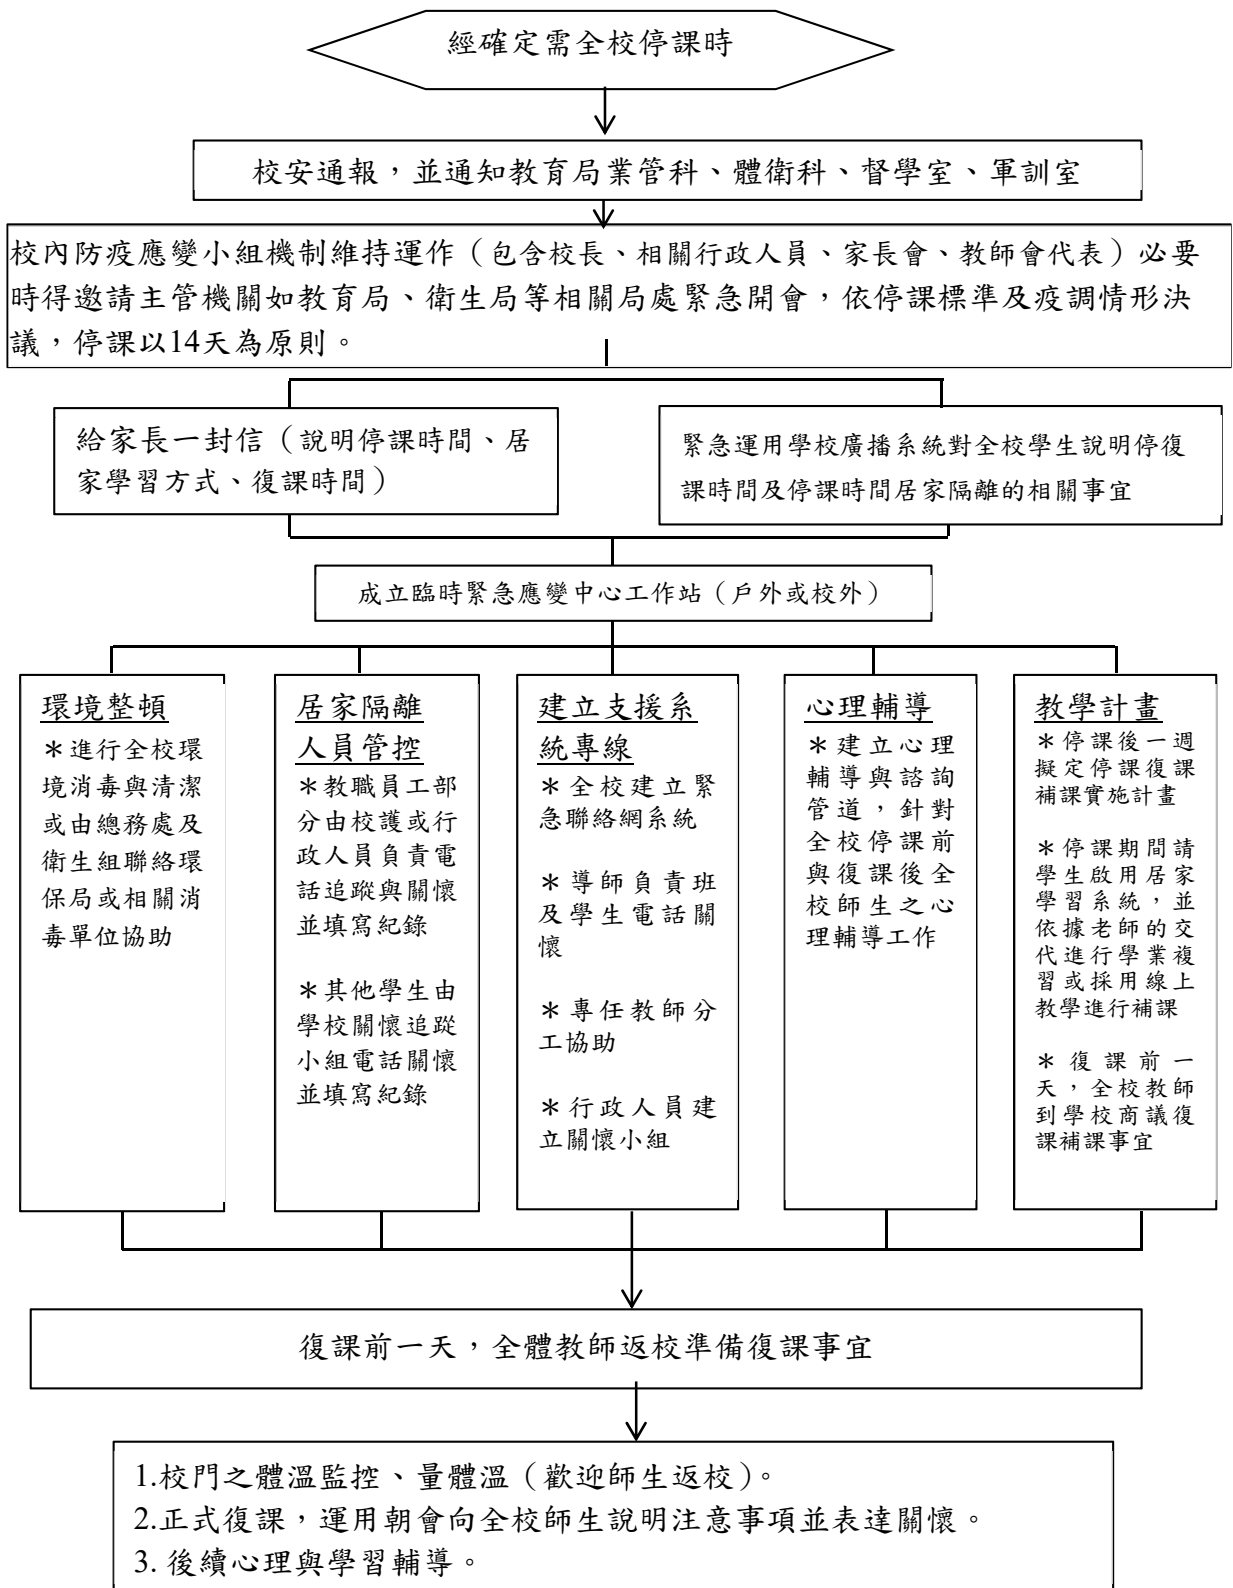 經確定需全校停課時
校安通報，並通知教育局業管科、體衛科、督學室、軍訓室
校內防疫應變小組機制維持運作（包含校長、相關行政人員、家長會、教師會代表）必要
時得邀請主管機關如教育局、衛生局等相關局處緊急開會，依停課標準及疫調情形決
議，停課以14天為原則。
給家長一封信（說明停課時間、居
家學習方式、復課時間）
緊急運用學校廣播系統對全校學生說明停復
課時間及停課時間居家隔離的相關事宜
成立臨時緊急應變中心工作站（戶外或校外）
環境整頓
＊進行全校環
境消毒與清潔
或由總務處及
衛生組聯絡環
保局或相關消
毒單位協助
居家隔離
人員管控
＊教職員工部
分由校護或行
政人員負責電
話追蹤與關懷
並填寫紀錄
＊其他學生由
學校關懷追蹤
小組電話關懷
並填寫紀錄
建立支援系
統專線
＊全校建立緊
急聯絡網系統
＊導師負責班
及學生電話關
懷
＊專任教師分
工協助
＊行政人員建
立關懷小組
心理輔導
＊建立心理
輔導與諮詢
管道，針對
全校停課前
與復課後全
校師生之心
理輔導工作
教學計畫
＊停課後一週
擬定停課復課
補課實施計畫
＊停課期間請
學生啟用居家
學習系統，並
依據老師的交
代進行學業複
習或採用線上
教學進行補課
＊復課前一
天，全校教師
到學校商議復
課補課事宜
復課前一天，全體教師返校準備復課事宜
1.校門之體溫監控、量體溫（歡迎師生返校）。
2.正式復課，運用朝會向全校師生說明注意事項並表達關懷。
3. 後續心理與學習輔導。